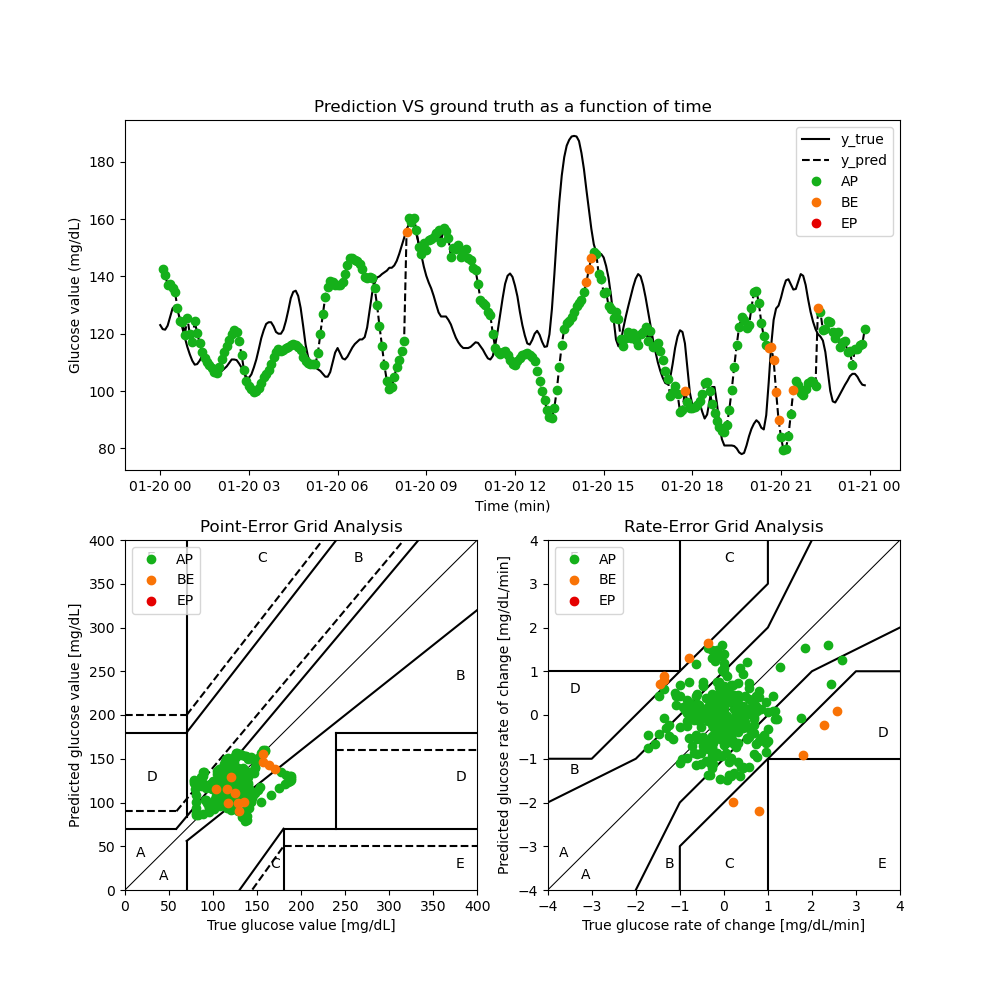 Prediction VS ground truth as a function of time
Glucose value (mg/dL)
180
160
140
120
100
80
y_true
y_pred
AP
BE
EP
01-20 00 01-20 03 01-20 06 01-20 09 01-20 12 01-20 15 01-20 18 01-20 21 01-21 00
Time (min)
Point-Error Grid Analysis
Predicted glucose value [mg/dL]
400
350
300
250
200
150
100
50
0
AP
BE
EP
C
B
B
D
D
A
A
C
E
0 50 100 150 200 250 300 350 400
True glucose value [mg/dL]
Rate-Error Grid Analysis
Predicted glucose rate of change [mg/dL/min]
4
3
2
1
0
−1
−2
−3
−4
AP
BE
EP
C
D
D
B
A
A
B
C
E
−4 −3 −2 −1 0 1 2 3 4
True glucose rate of change [mg/dL/min]